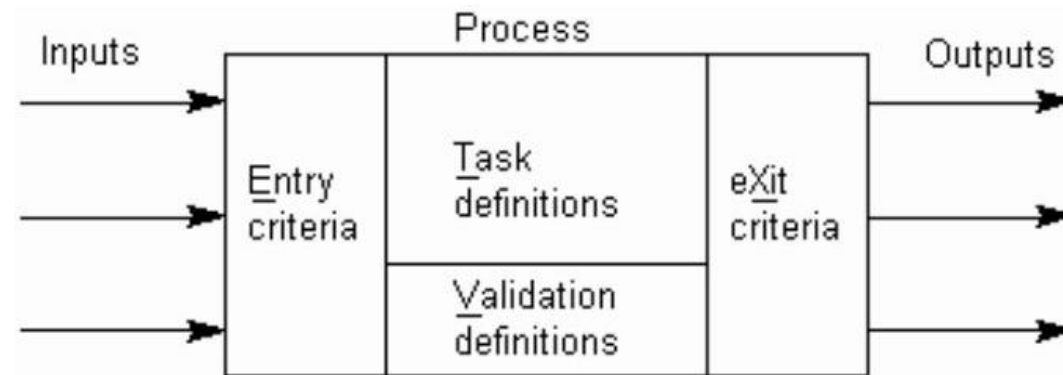 Process
Inputs
Outputs
Entry
criteria
Task
definitions
eXit
criteria
Validation
definitions